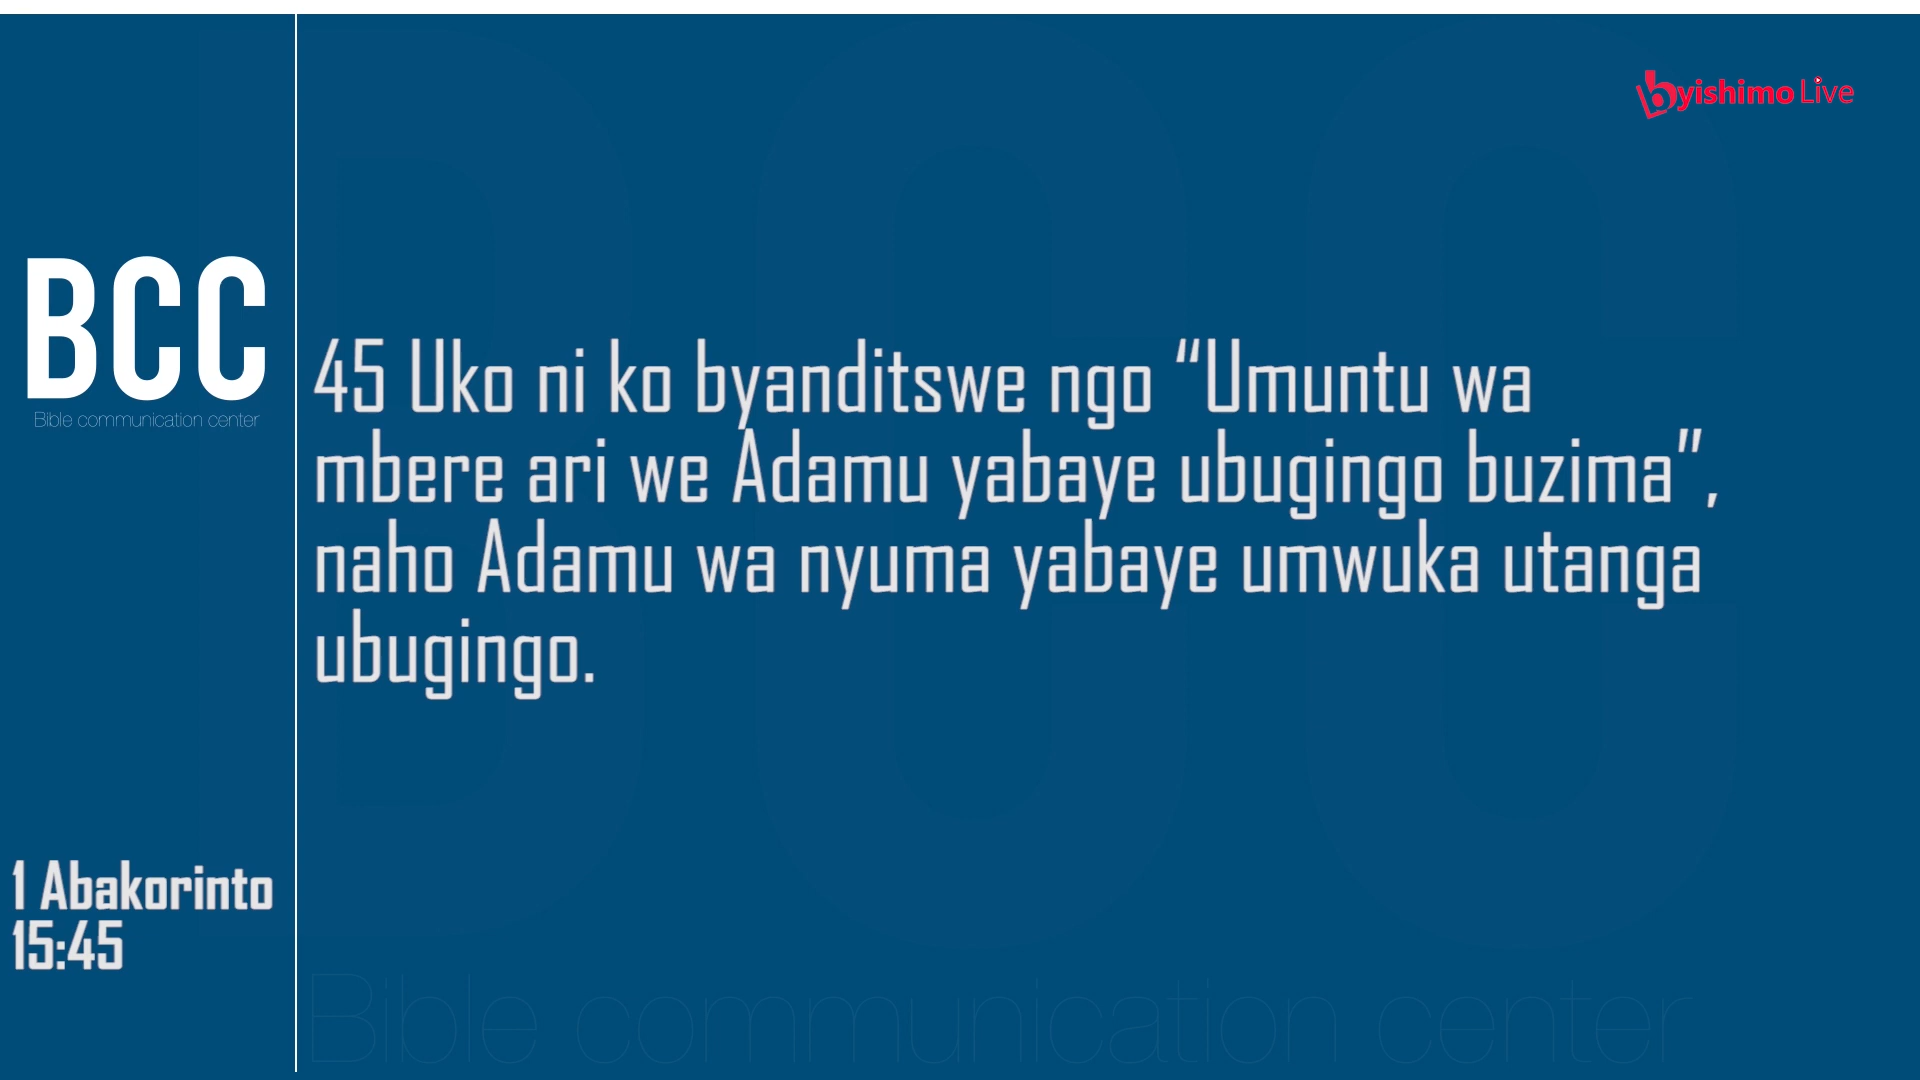 byishimo Live
BCC
Bible communication center
45 Uko ni ko byanditswe ngo “Umuntu wa
mbere ari we Adamu yabaye ubugingo buzima”,
naho Adamu wa nyuma yabaye umwuka utanga
ubugingo.
1 Abakorinto
15:45
BCC
Bible communication center